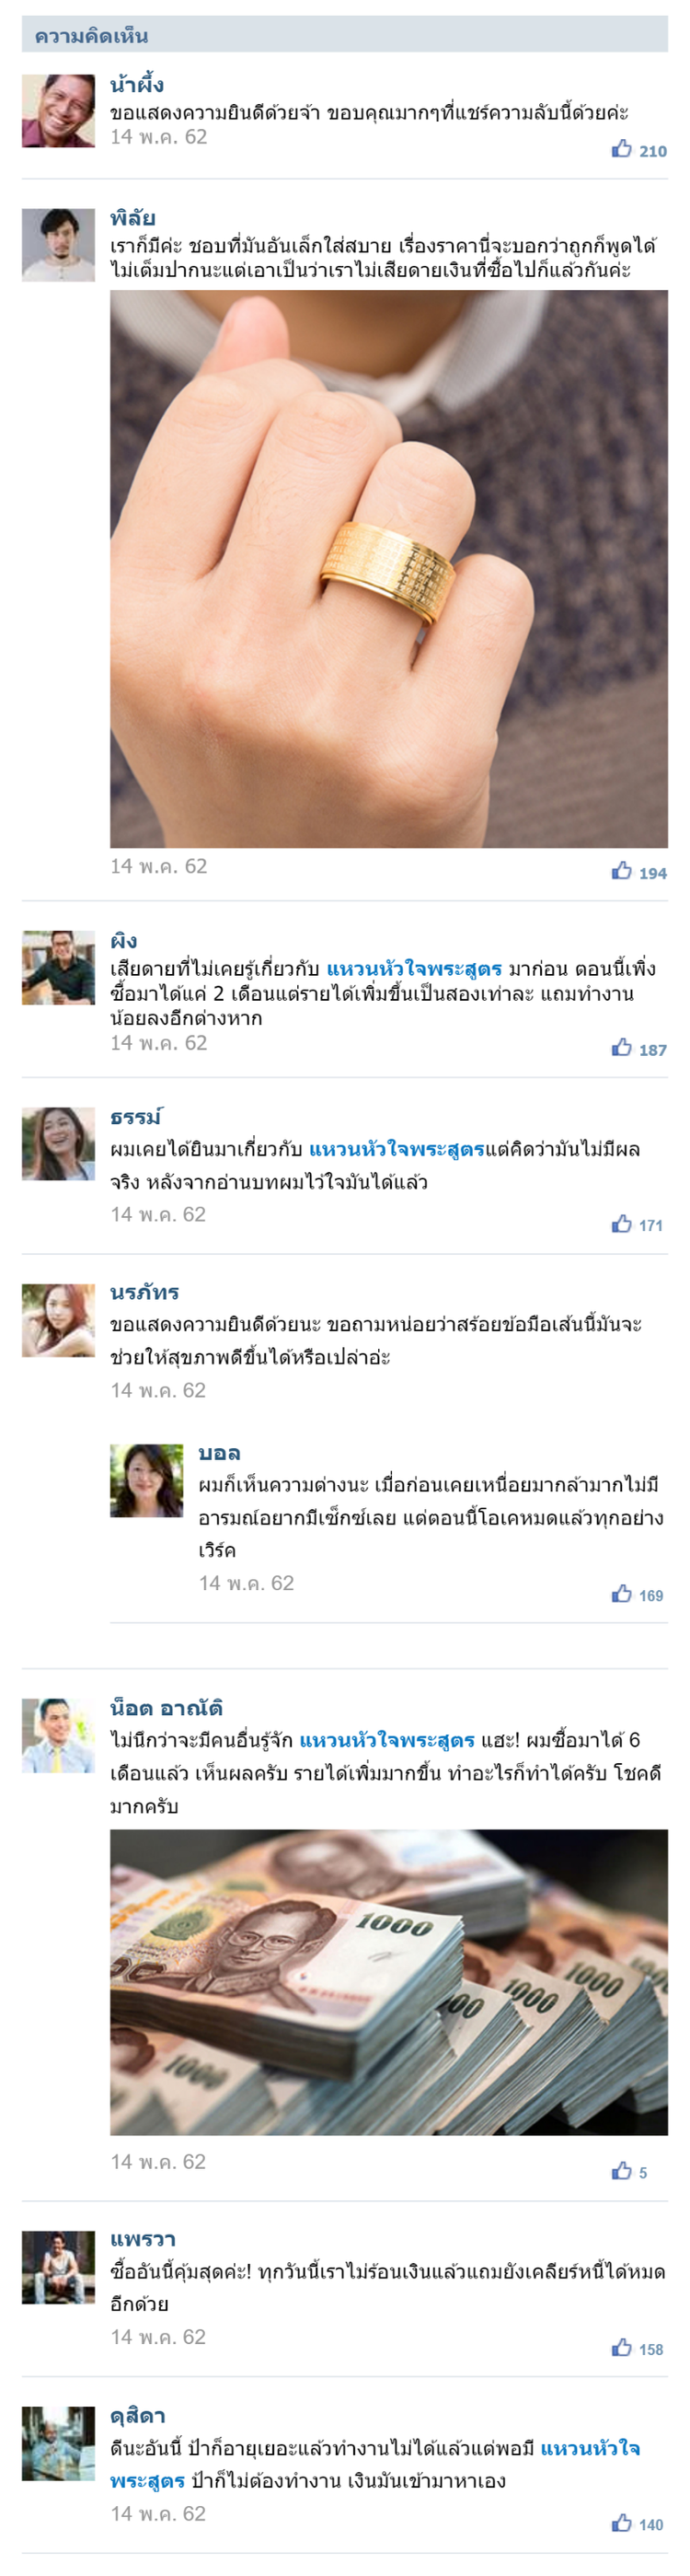 ความคิดเห็น
น้าผึ้ง
ขอแสดงความยินดีด้วยจ้า ขอบคุณมากๆที่แชร์ความลับนี้ด้วยค่ะ
14 พ.ค. 62
210
พิลัย
เราก็มีค่ะ ชอบที่มันอันเล็กใส่สบาย เรื่องราคานี่จะบอกว่าถูกก็พูดได้
ไม่เต็มปากนะแต่เอาเป็นว่าเราไม่เสียดายเงินที่ซื้อไปก็แล้วกันค่ะ
14 พ.ค. 62
194
ผิง
เสียดายที่ไม่เคยรู้เกี่ยวกับ แหวนหัวใจพระสูตร มาก่อน ตอนนี้เพิ่ง
ซื้อมาได้แค่ 2 เดือนแต่รายได้เพิ่มขึ้นเป็นสองเท่าละ แถมทำงาน
น้อยลงอีกต่างหาก
14 พ.ค. 62
187
ธรรม์
ผมเคยได้ยินมาเกี่ยวกับ แหวนหัวใจพระสูตรแต่คิดว่ามันไม่มีผล
จริง หลังจากอ่านบทผมไว้ใจมันได้แล้ว
14 พ.ค. 62
171
นรภัทร
ขอแสดงความยินดีด้วยนะ ขอถามหน่อยว่าสร้อยข้อมือเส้นนี้มันจะ
ช่วยให้สุขภาพดีขึ้นได้หรือเปล่าอ่ะ
14 พ.ค. 62
บอล
ผมก็เห็นความต่างนะ เมื่อก่อนเคยเหนื่อยมากล้ามากไม่มี
อารมณ์อยากมีเซ็กซ์เลย แต่ตอนนี้โอเคหมดแล้วทุกอย่าง
เวิร์ค
14 พ.ค. 62
169
น็อต อาณัติ
ไม่นึกว่าจะมีคนอื่นรู้จัก แหวนหัวใจพระสูตร แฮะ! ผมซื้อมาได้ 6
เดือนแล้ว เห็นผลครับ รายได้เพิ่มมากขึ้น ทำอะไรก็ทำได้ครับ โชคดี
มากครับ
1000
1000
1000
1000
14 พ.ค. 62
5
แพรวา
ซื้ออันนี้คุ้มสุดค่ะ! ทุกวันนี้เราไม่ร้อนเงินแล้วแถมยังเคลียร์หนี้ได้หมด
อีกด้วย
14 พ.ค. 62
158
ดุสิดา
ดีนะอันนี้ ป้าก็อายุเยอะแล้วทำงานไม่ได้แล้วแต่พอมี แหวนหัวใจ
พระสูตร ป้าก็ไม่ต้องทำงาน เงินมันเข้ามาหาเอง
14 พ.ค. 62
140